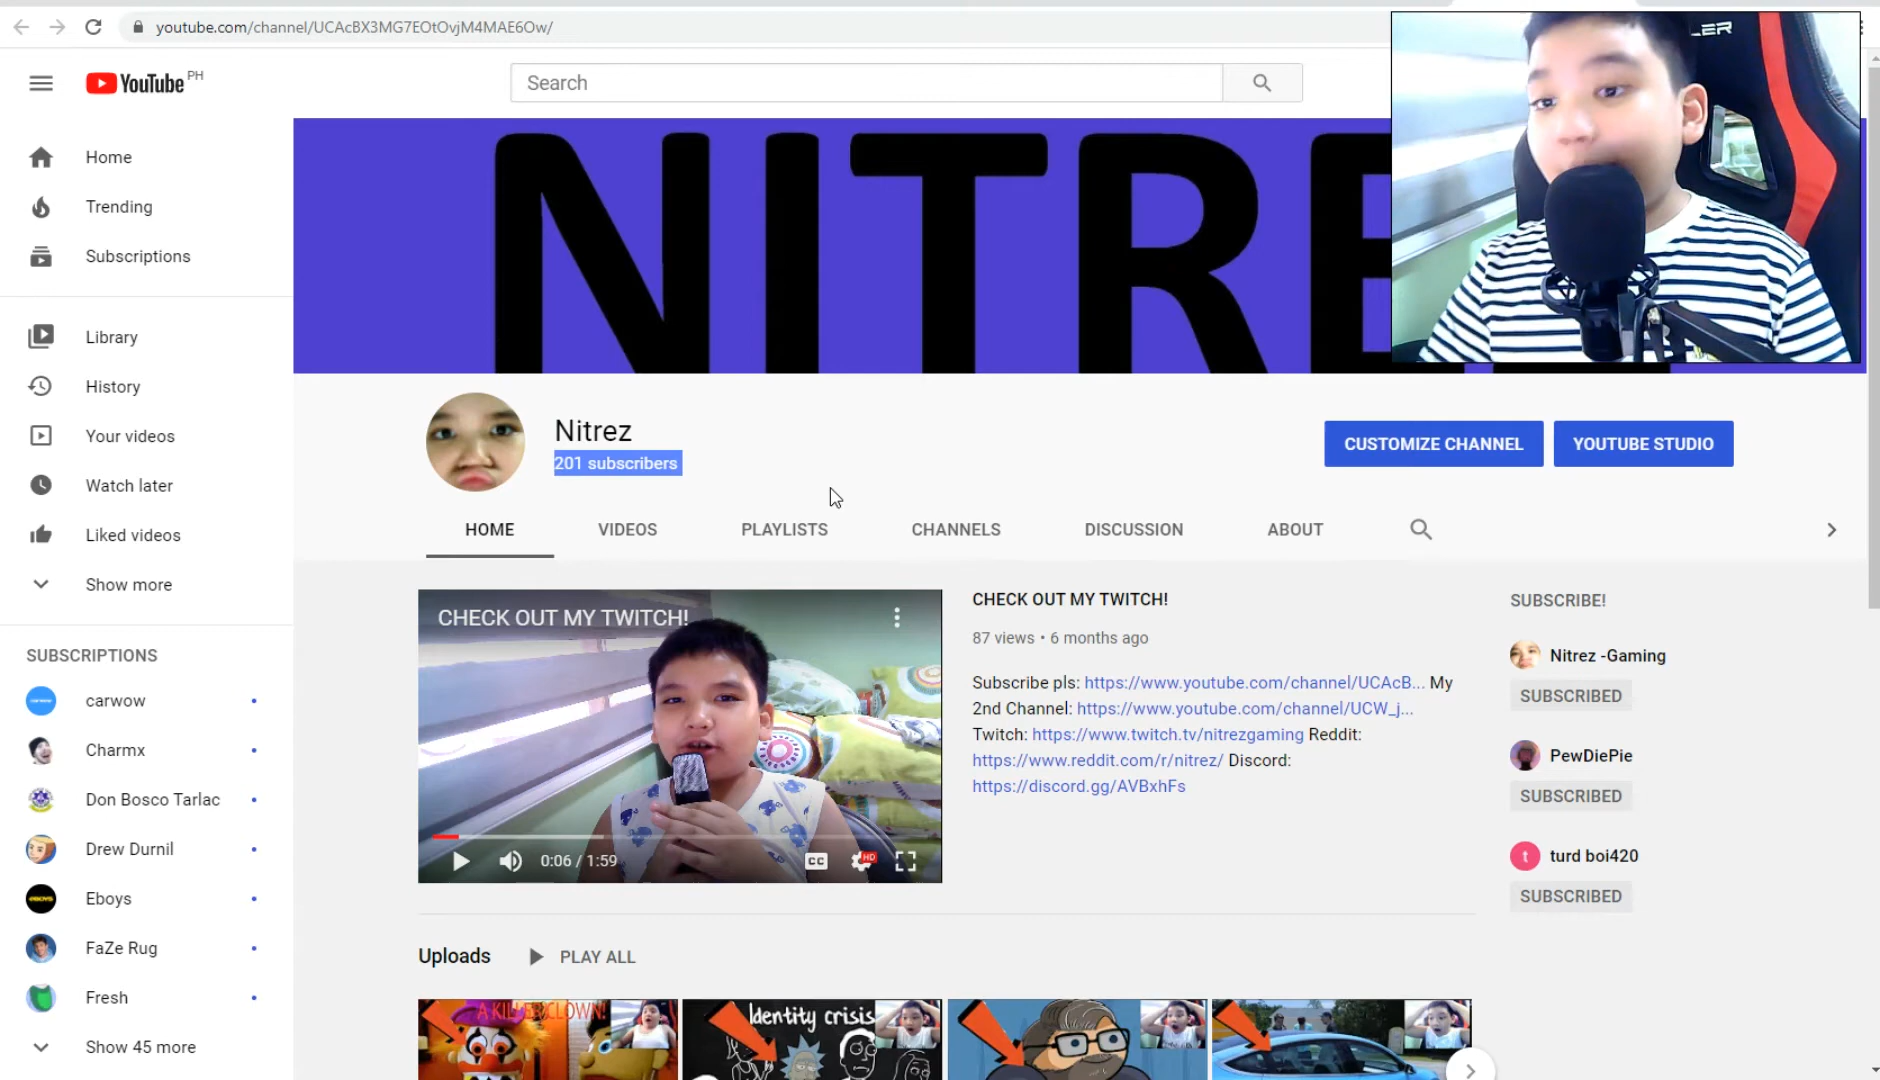 youtube.com/channel/UCAcBX3MG7EOtOvjM4MAE6Ow/
YouTube PH
Search
Home
Trending
Subscriptions
Library
History
Your videos
Watch later
Liked videos
Show more
SUBSCRIPTIONS
carwow
Charmx
Don Bosco Tarlac
Drew Durnil
Eboys
FaZe Rug
Fresh
Show 45 more
NITRE
Nitrez
201 subscribers
CUSTOMIZE CHANNEL
YOUTUBE STUDIO
HOME
VIDEOS
PLAYLISTS
CHANNELS
DISCUSSION
ABOUT
CHECK OUT MY TWITCH!
0:06 / 1:59
CC
HD
CHECK OUT MY TWITCH!
87 views • 6 months ago
Subscribe pls: https://www.youtube.com/channel/UCAcB... My
2nd Channel: https://www.youtube.com/channel/UCW_j...
Twitch: https://www.twitch.tv/nitrezgaming Reddit:
https://www.reddit.com/r/nitrez/ Discord:
https://discord.gg/AVBxhFs
SUBSCRIBE!
Nitrez -Gaming
SUBSCRIBED
PewDiePie
SUBSCRIBED
t
turd boi420
SUBSCRIBED
Uploads
PLAY ALL
A KILLER CLOWN!
Identity crisis